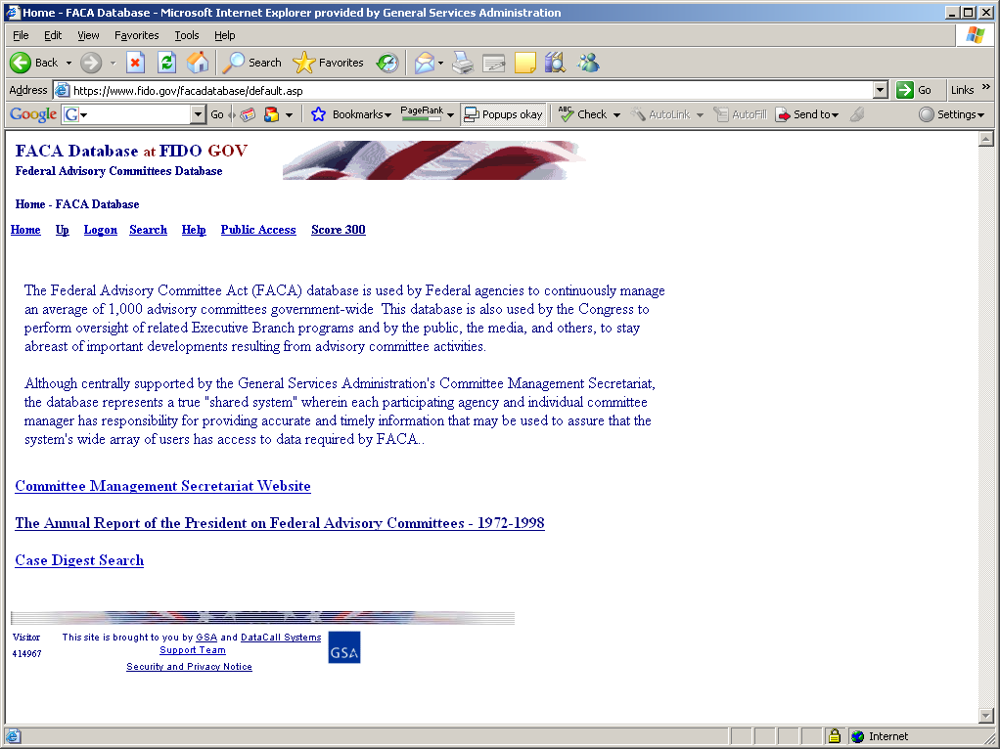 Home - FACA Database - Microsoft Internet Explorer provided by General Services Administration
File Edit View Favorites Tools Help
Back Search Favorites
Address https://www.fido.gov/facadatabase/default.asp Go Links »
Google G Go Bookmarks PageRank Popups okay ABC Check AutoLink AutoFill Send to Settings
FACA Database at FIDO GOV
Federal Advisory Committees Database
Home - FACA Database
Home Up Logon Search Help Public Access Score 300
The Federal Advisory Committee Act (FACA) database is used by Federal agencies to continuously manage
an average of 1,000 advisory committees government-wide. This database is also used by the Congress to
perform oversight of related Executive Branch programs and by the public, the media, and others, to stay
abreast of important developments resulting from advisory committee activities.
Although centrally supported by the General Services Administration's Committee Management Secretariat,
the database represents a true "shared system" wherein each participating agency and individual committee
manager has responsibility for providing accurate and timely information that may be used to assure that the
system's wide array of users has access to data required by FACA..
Committee Management Secretariat Website
The Annual Report of the President on Federal Advisory Committees - 1972-1998
Case Digest Search
Visitor
414967
This site is brought to you by GSA and DataCall Systems
Support Team
Security and Privacy Notice
GSA
Internet